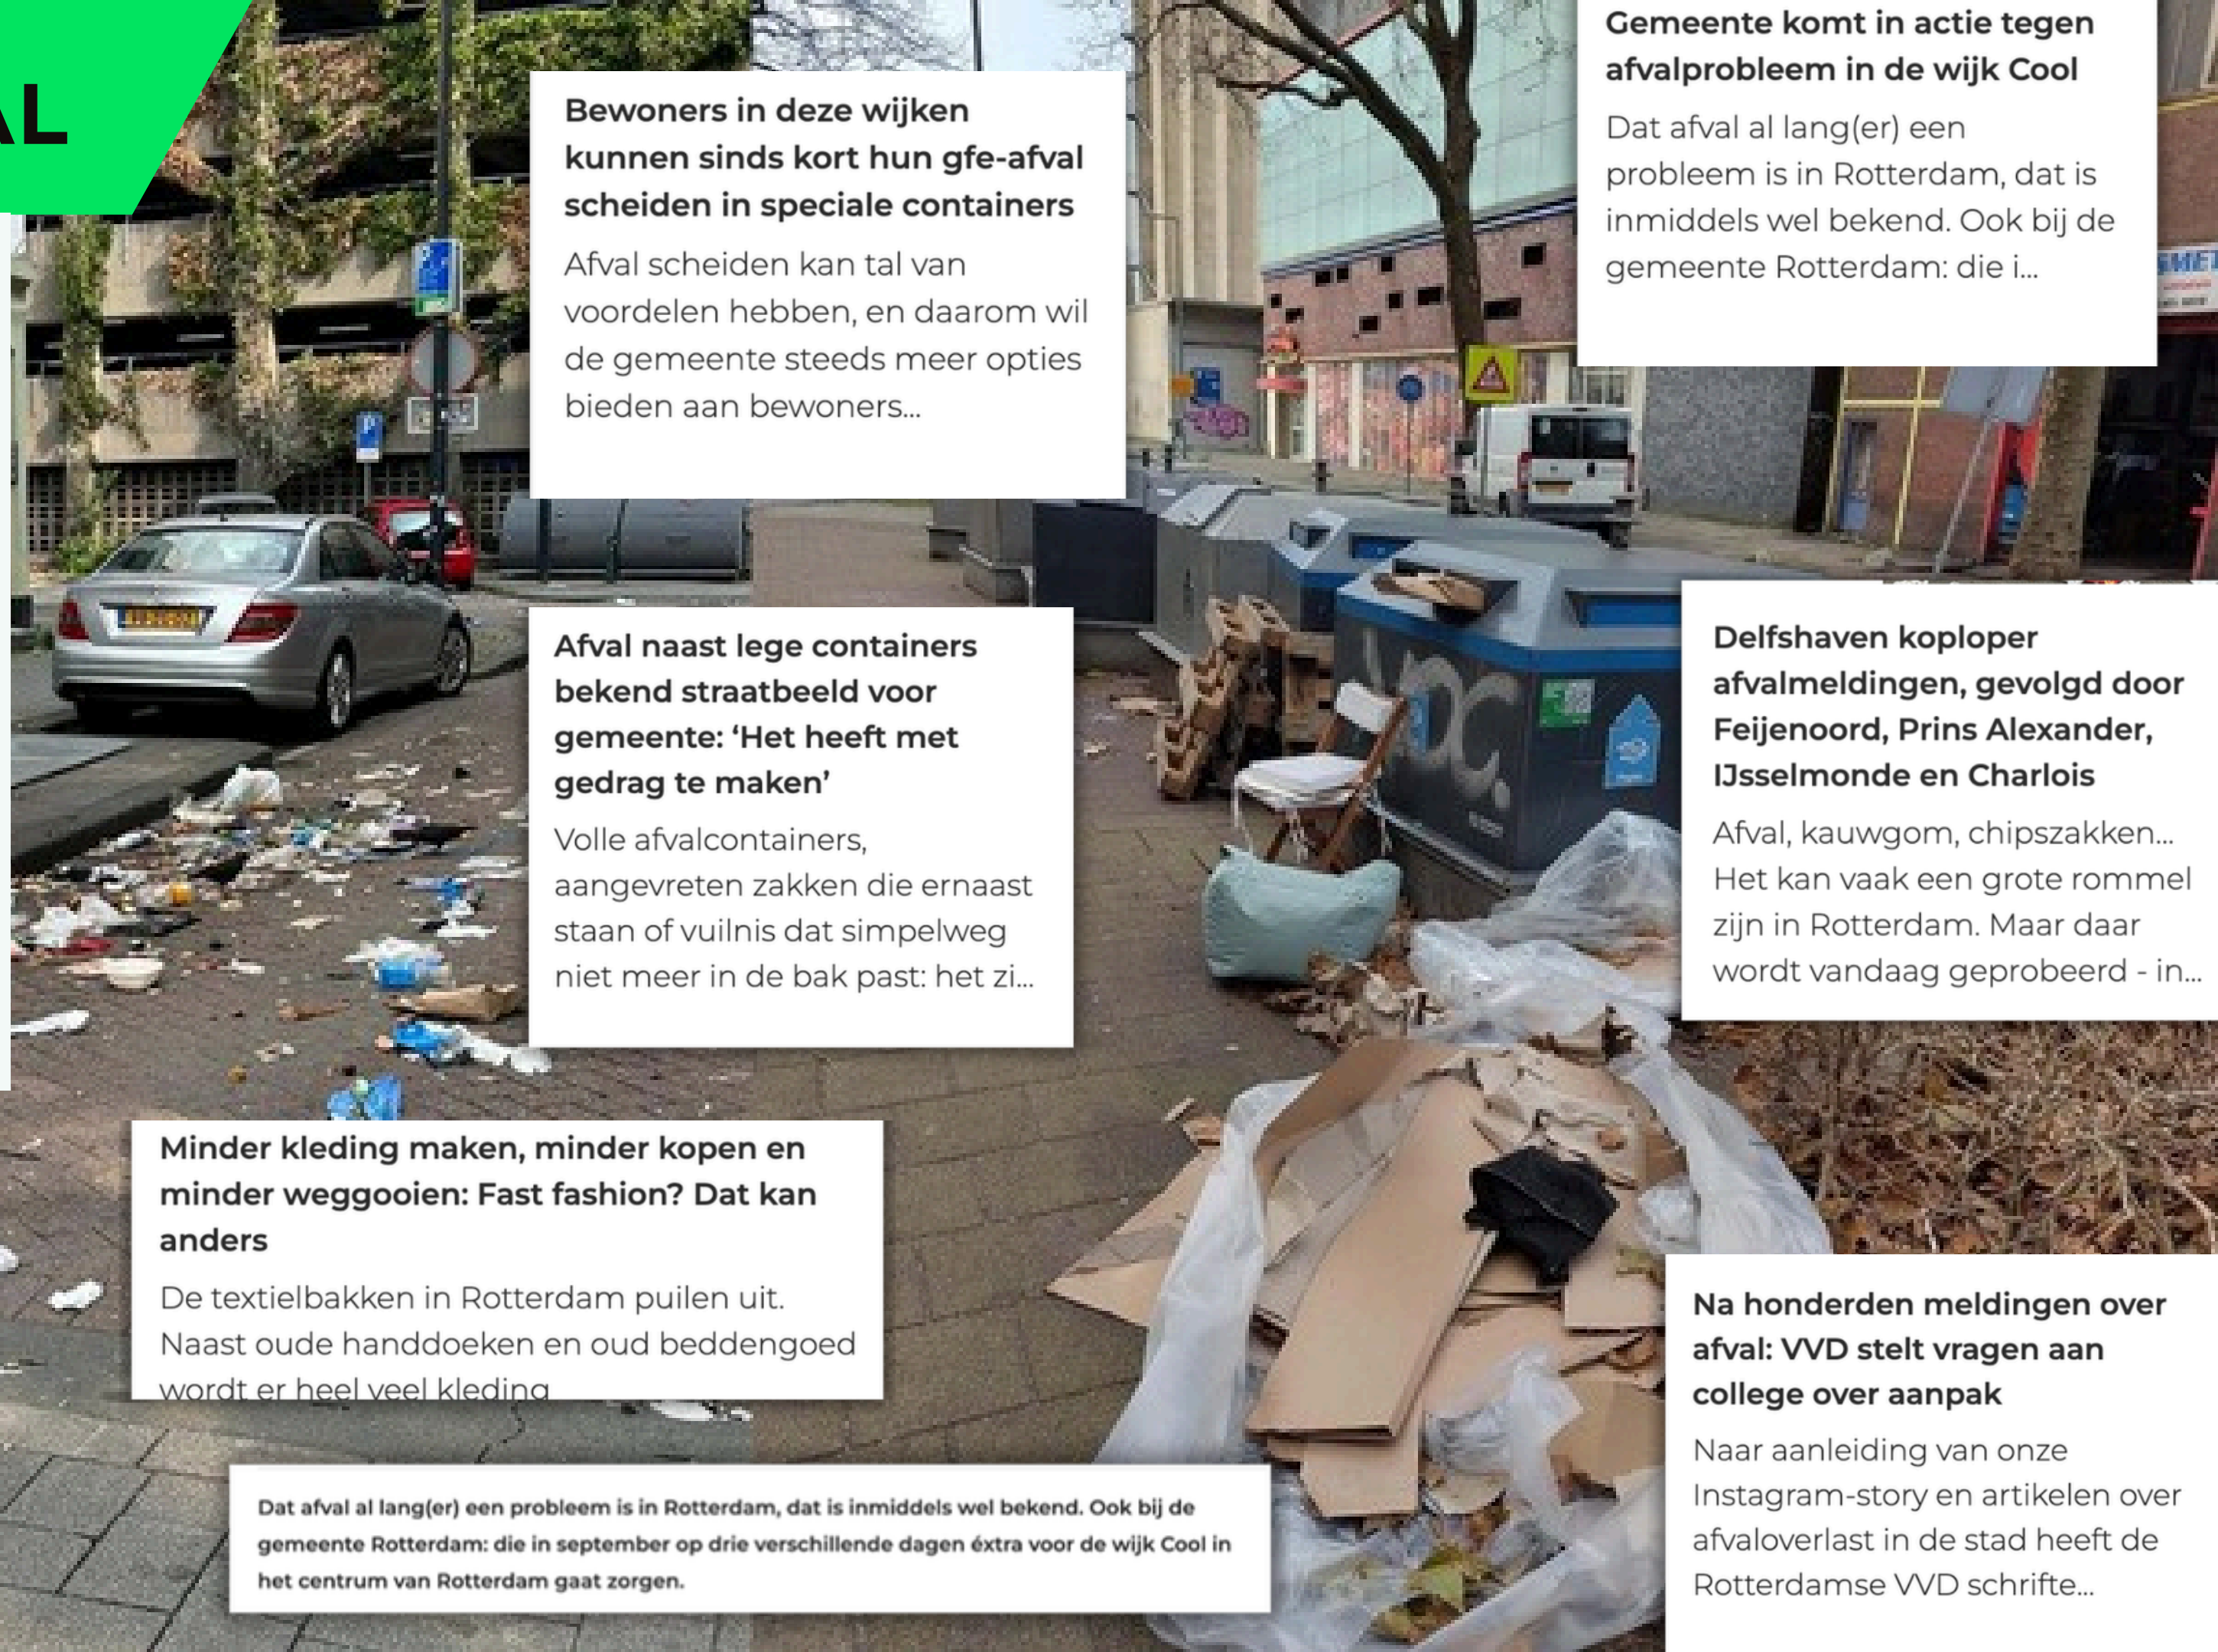 AL
Bewoners in deze wijken
kunnen sinds kort hun gfe-afval
scheiden in speciale containers
Afval scheiden kan tal van
voordelen hebben, en daarom wil
de gemeente steeds meer opties
bieden aan bewoners...
Gemeente komt in actie tegen
afvalprobleem in de wijk Cool
Dat afval al lang(er) een
probleem is in Rotterdam, dat is
inmiddels wel bekend. Ook bij de
gemeente Rotterdam: die i...
Afval naast lege containers
bekend straatbeeld voor
gemeente: ‘Het heeft met
gedrag te maken’
Volle afvalcontainers,
aangevreten zakken die ernaast
staan of vuilnis dat simpelweg
niet meer in de bak past: het zi...
Delfshaven koploper
afvalmeldingen, gevolgd door
Feijenoord, Prins Alexander,
IJsselmonde en Charlois
Afval, kauwgom, chipszakken...
Het kan vaak een grote rommel
zijn in Rotterdam. Maar daar
wordt vandaag geprobeerd - in...
Minder kleding maken, minder kopen en
minder weggooien: Fast fashion? Dat kan
anders
De textielbakken in Rotterdam puilen uit.
Naast oude handdoeken en oud beddengoed
wordt er heel veel kleding
Na honderden meldingen over
afval: VVD stelt vragen aan
college over aanpak
Naar aanleiding van onze
Instagram-story en artikelen over
afvaloverlast in de stad heeft de
Rotterdamse VVD schrifte...
Dat afval al lang(er) een probleem is in Rotterdam, dat is inmiddels wel bekend. Ook bij de
gemeente Rotterdam: die in september op drie verschillende dagen éxtra voor de wijk Cool in
het centrum van Rotterdam gaat zorgen.
P